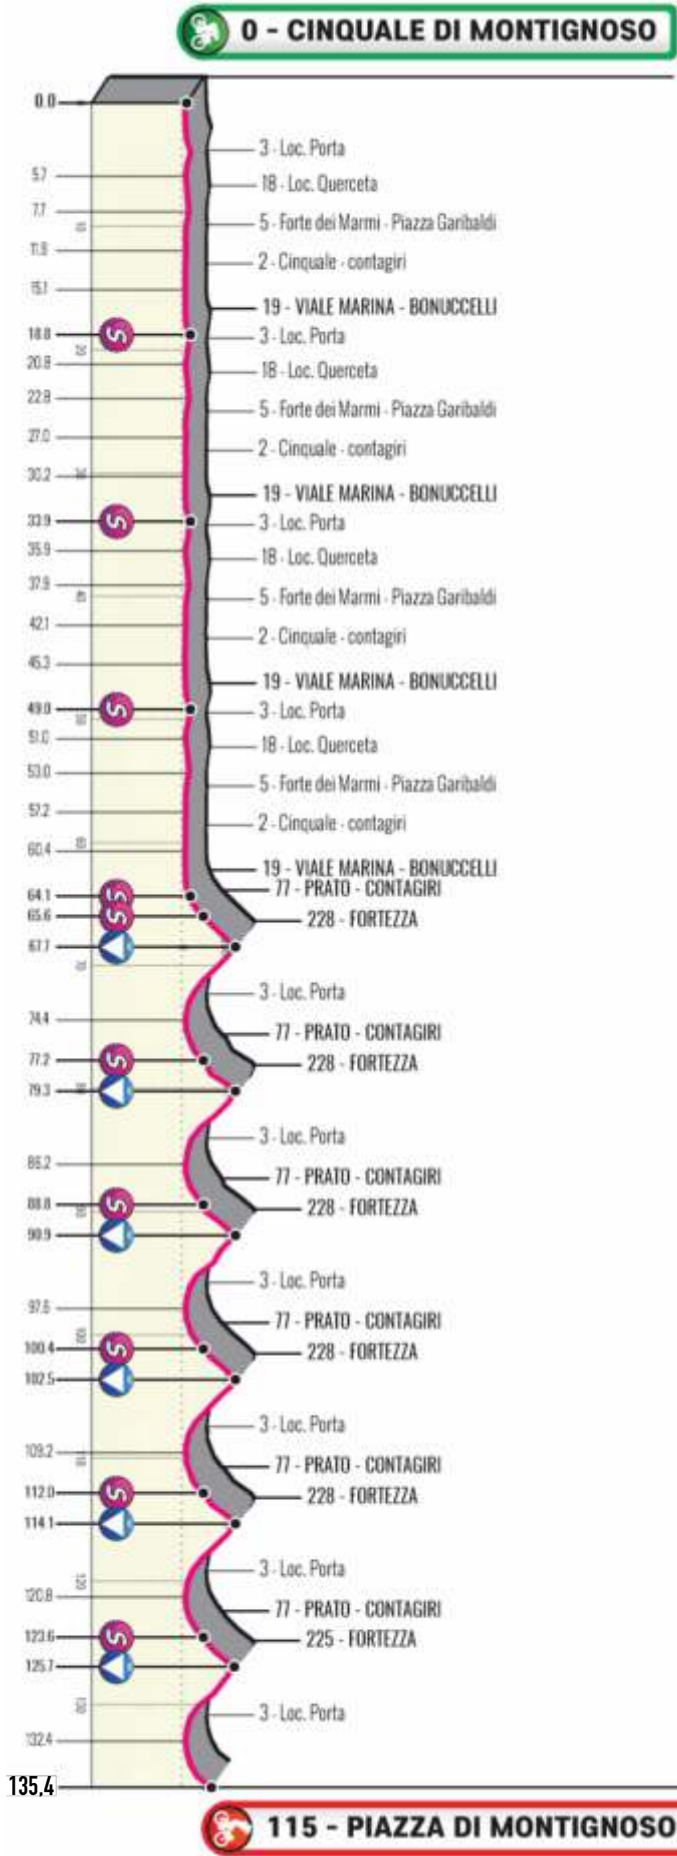 0 - CINQUALE DI MONTIGNOSO
0.0
5.7 3 - Loc. Porta
7.7 18 - Loc. Querceta
10
11.9 5 - Forte dei Marmi - Piazza Garibaldi
15.1 2 - Cinquale - contagiri
18.8 S 19 - VIALE MARINA - BONUCCELLI
20
20.8 3 - Loc. Porta
22.8 18 - Loc. Querceta
27.0 5 - Forte dei Marmi - Piazza Garibaldi
30.2 2 - Cinquale - contagiri
33.9 S 19 - VIALE MARINA - BONUCCELLI
35.9 3 - Loc. Porta
37.9 18 - Loc. Querceta
40
42.1 5 - Forte dei Marmi - Piazza Garibaldi
45.3 2 - Cinquale - contagiri
49.0 S 19 - VIALE MARINA - BONUCCELLI
50
51.0 3 - Loc. Porta
53.0 18 - Loc. Querceta
57.2 5 - Forte dei Marmi - Piazza Garibaldi
60
60.4 2 - Cinquale - contagiri
64.1 S 19 - VIALE MARINA - BONUCCELLI
65.6 S 77 - PRATO - CONTAGIRI
67.7 228 - FORTEZZA
70
74.4 3 - Loc. Porta
77.2 S 77 - PRATO - CONTAGIRI
79.3 228 - FORTEZZA
86.2 3 - Loc. Porta
88.8 S 77 - PRATO - CONTAGIRI
90
90.9 228 - FORTEZZA
97.6 3 - Loc. Porta
100
100.4 S 77 - PRATO - CONTAGIRI
102.5 228 - FORTEZZA
109.2 3 - Loc. Porta
110
112.0 S 77 - PRATO - CONTAGIRI
114.1 228 - FORTEZZA
120
120.8 3 - Loc. Porta
123.6 S 77 - PRATO - CONTAGIRI
125.7 225 - FORTEZZA
130
132.4 3 - Loc. Porta
135,4
115 - PIAZZA DI MONTIGNOSO